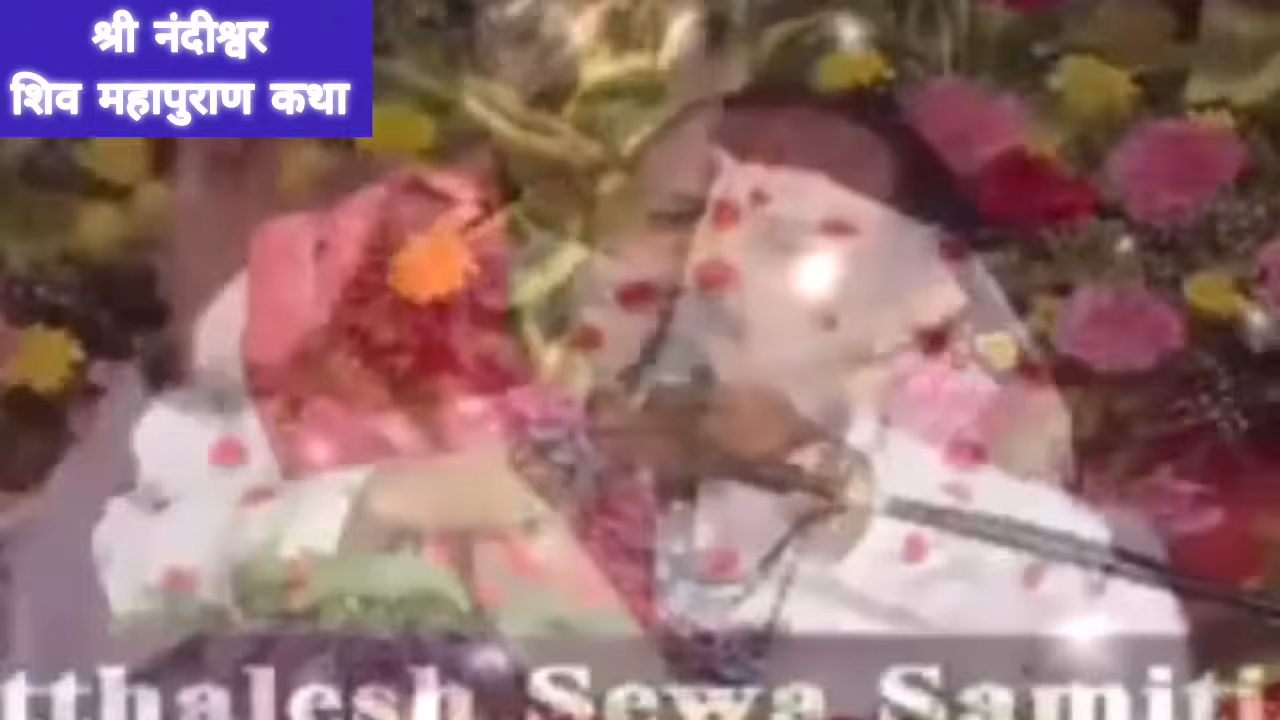 श्री नंदीश्वर
शिव महापुराण कथा
Sewa Samiti